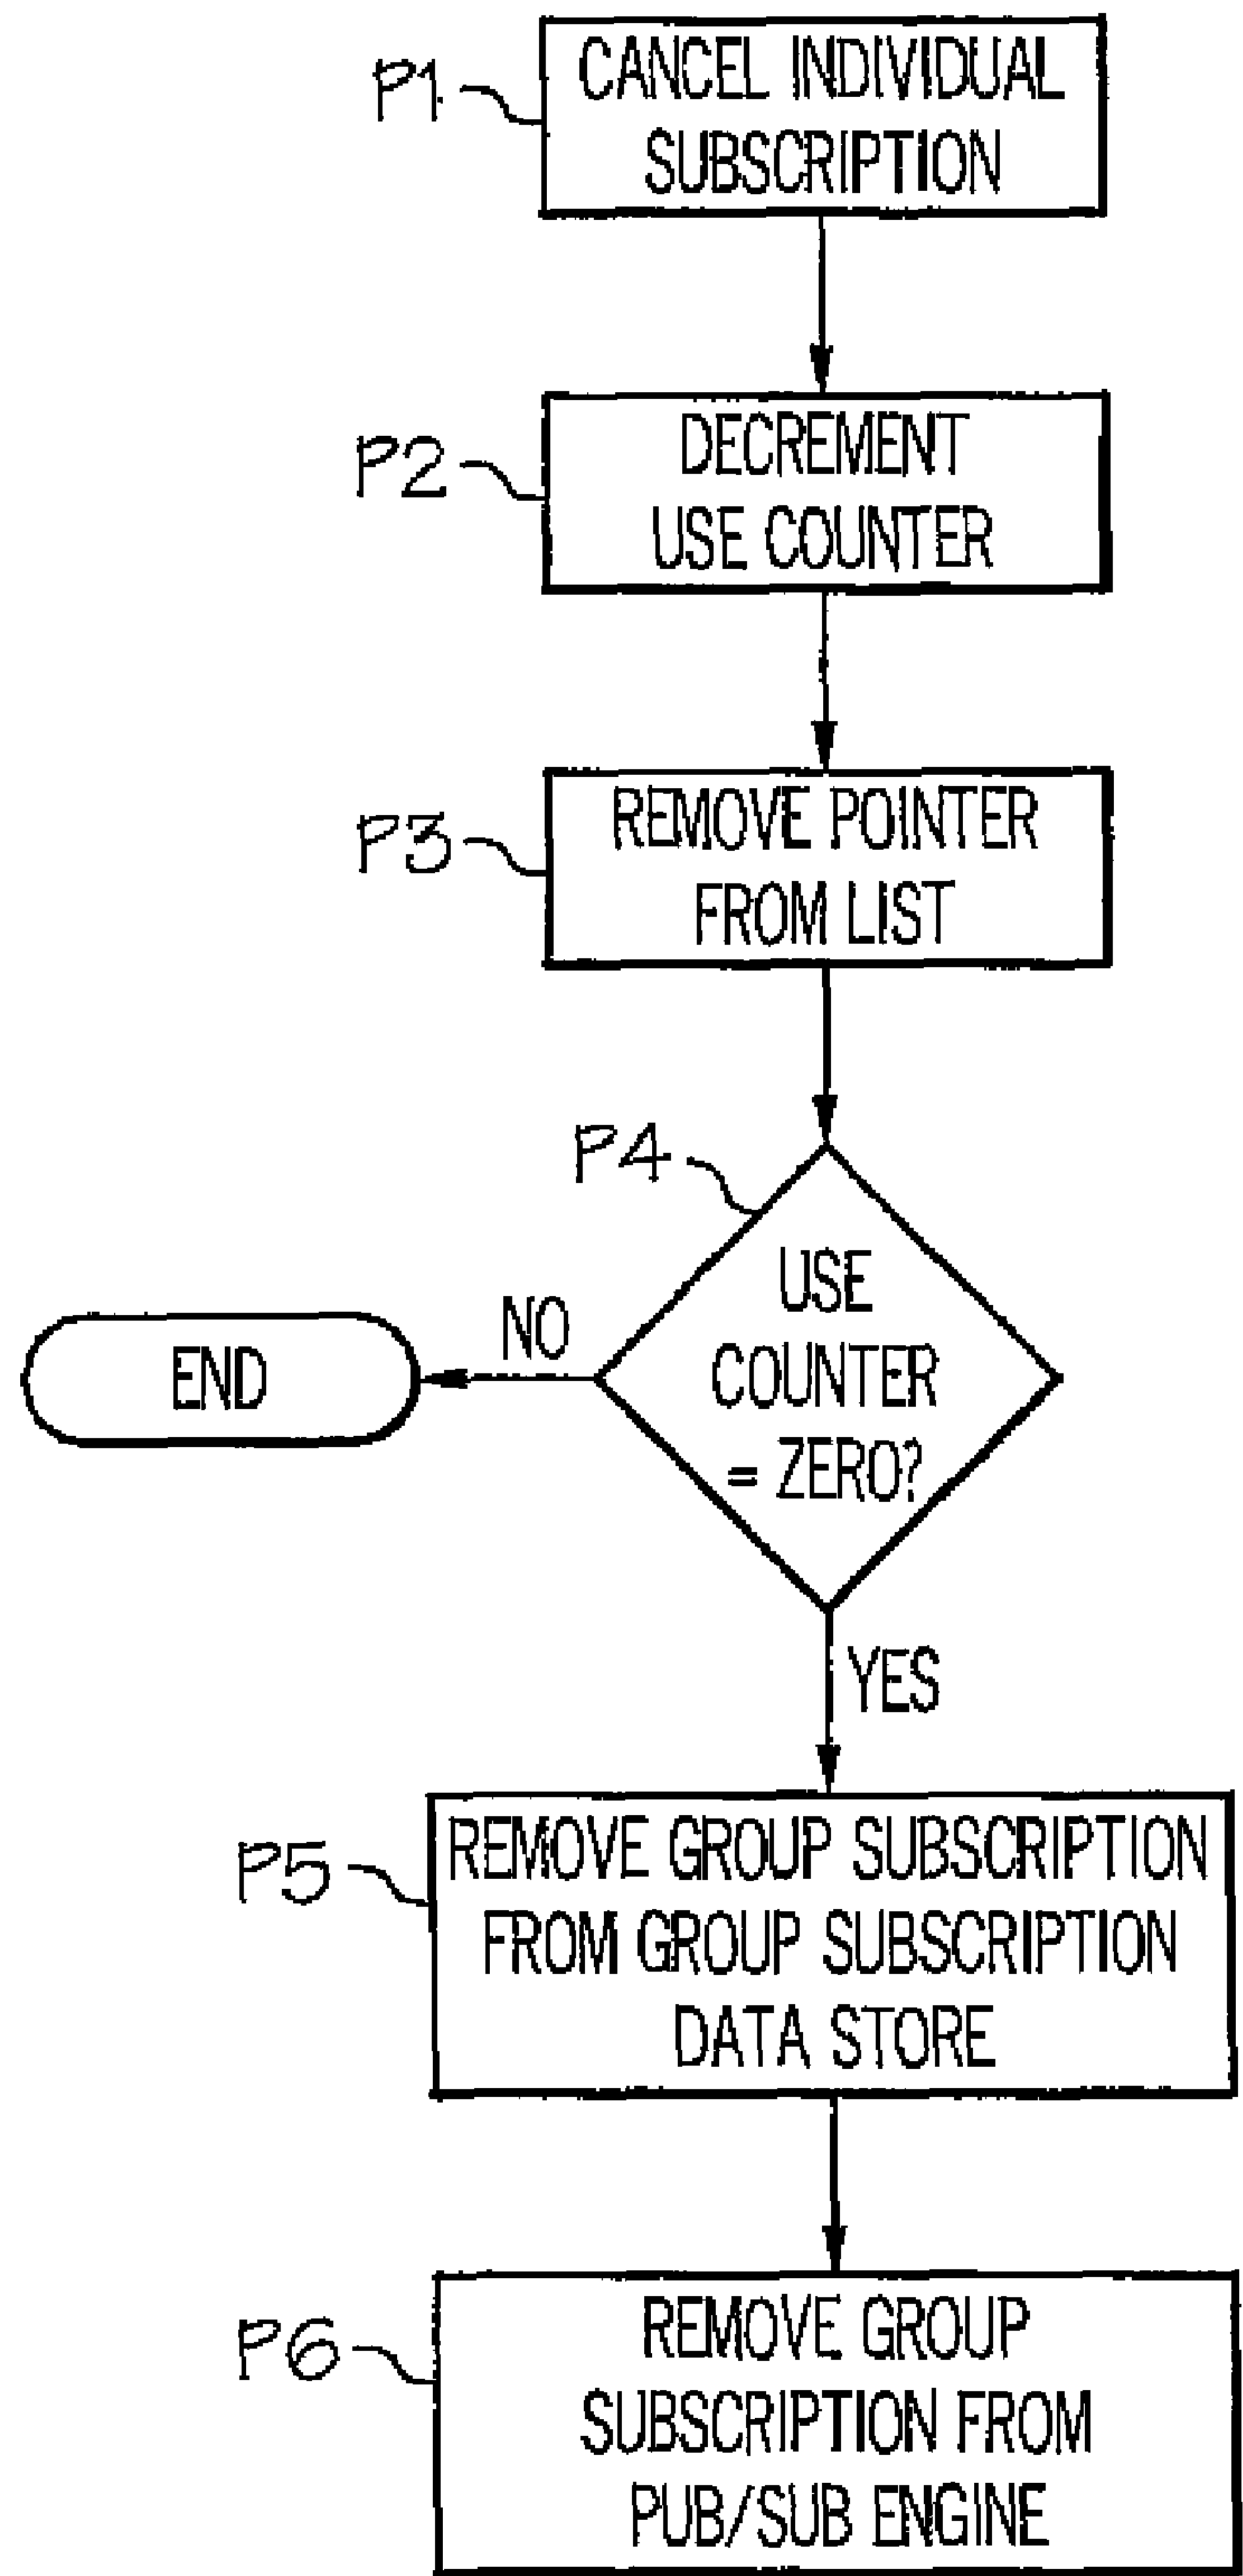 P1
CANCEL INDIVIDUAL
SUBSCRIPTION
P2
DECREMENT
USE COUNTER
P3
REMOVE POINTER
FROM LIST
P4
USE
COUNTER
= ZERO?
NO
END
YES
P5
REMOVE GROUP SUBSCRIPTION
FROM GROUP SUBSCRIPTION
DATA STORE
P6
REMOVE GROUP
SUBSCRIPTION FROM
PUB/SUB ENGINE